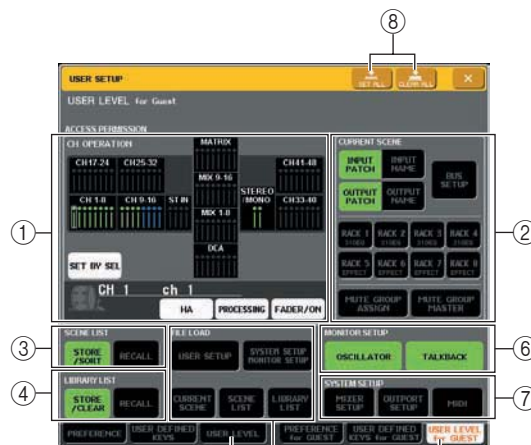 ⑧
USER SETUP
SET ALL
CLEAR ALL
USER LEVEL for Guest
ACCESS PERMISSION
CH OPERATION
MATRIX
CH17-24
CH25-32
CH41-48
MIX 9-16
CH 1-8
CH 9-16
ST IN
STEREO
/MONO
CH33-40
MIX 1-8
DCA
SET BY SEL
CH 1
ch 1
HA
PROCESSING
FADER/ON
①
CURRENT SCENE
INPUT
PATCH
INPUT
NAME
OUTPUT
PATCH
OUTPUT
NAME
BUS
SETUP
RACK 1
RACK 2
RACK 3
RACK 4
RACK 5
EFFECT
RACK 6
EFFECT
RACK 7
EFFECT
RACK 8
EFFECT
MUTE GROUP
ASSIGN
MUTE GROUP
MASTER
②
③
SCENE LIST
STORE
/SORT
RECALL
④
LIBRARY LIST
STORE
/CLEAR
RECALL
FILE LOAD
USER SETUP
SYSTEM SETUP
MONITOR SETUP
CURRENT
SCENE
SCENE
LIST
LIBRARY
LIST
MONITOR SETUP
OSCILLATOR
TALKBACK
⑥
SYSTEM SETUP
MIXER
SETUP
OUTPORT
SETUP
MIDI
⑦
PREFERENCE
USER DEFINED
KEYS
USER LEVEL
PREFERENCE
for GUEST
USER DEFINED
KEYS for GUEST
USER LEVEL
for GUEST